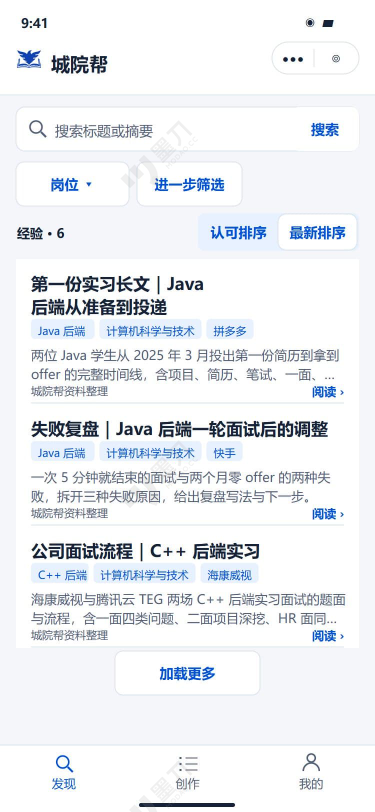 9:41
城院帮
搜索标题或摘要
搜索
岗位 ▼
进一步筛选
经验・6
认可排序
最新排序
第一份实习长文｜Java
后端从准备到投递
Java 后端
计算机科学与技术
拼多多
两位 Java 学生从 2025 年 3 月投出第一份简历到拿到
offer 的完整时间线，含项目、简历、笔试、一面、...
城院帮资料整理
阅读 ›
失败复盘｜Java 后端一轮面试后的调整
Java 后端
计算机科学与技术
快手
一次 5 分钟就结束的面试与两个月零 offer 的两种失
败，拆开三种失败原因，给出复盘写法与下一步。
城院帮资料整理
阅读 ›
公司面试流程｜C++ 后端实习
C++ 后端
计算机科学与技术
海康威视
海康威视与腾讯云 TEG 两场 C++ 后端实习面试的题面
与流程，含一面四类问题、二面项目深挖、HR 面同...
城院帮资料整理
阅读 ›
加载更多
发现
创作
我的
墨刀